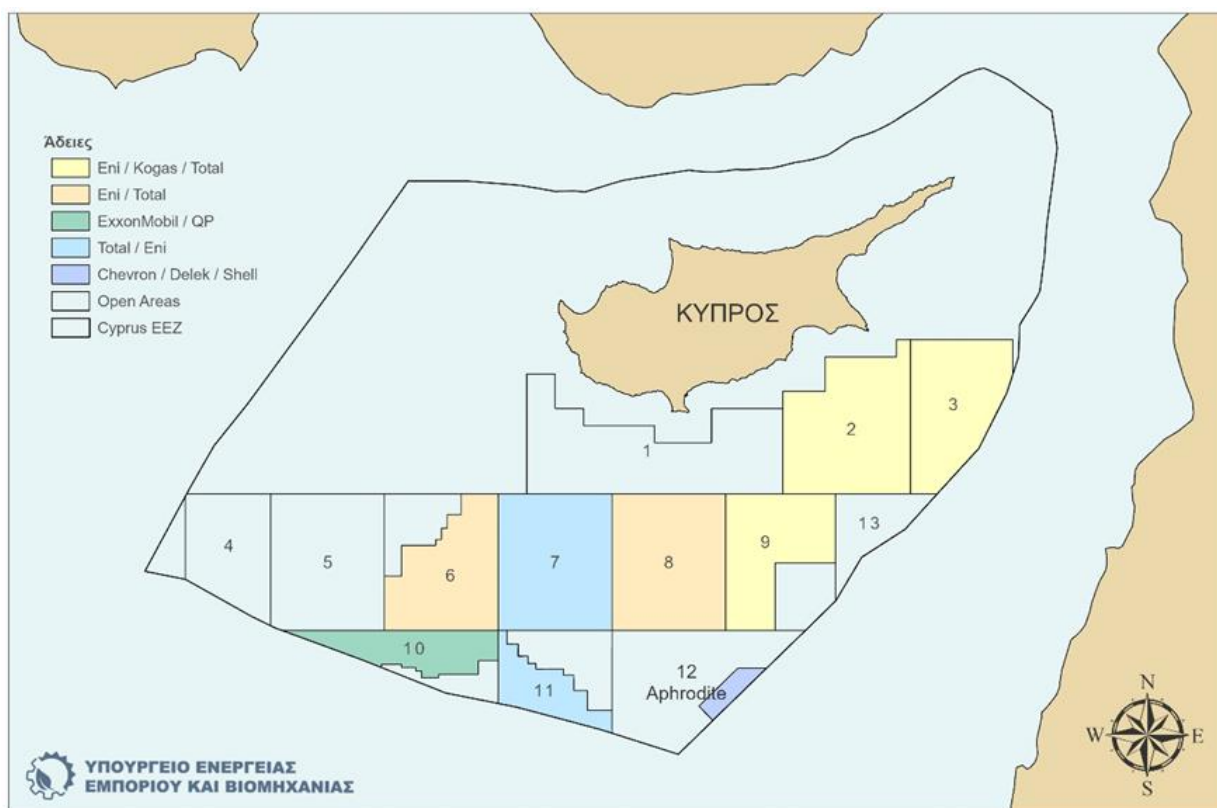 Άδειες
Eni / Kogas / Total
Eni / Total
ExxonMobil / QP
Total / Eni
Chevron / Delek / Shell
Open Areas
Cyprus EEZ
ΚΥΠΡΟΣ
3
2
1
4
5
6
7
8
9
13
10
11
12
Aphrodite
N
W
E
S
ΥΠΟΥΡΓΕΙΟ ΕΝΕΡΓΕΙΑΣ
ΕΜΠΟΡΙΟΥ ΚΑΙ ΒΙΟΜΗΧΑΝΙΑΣ